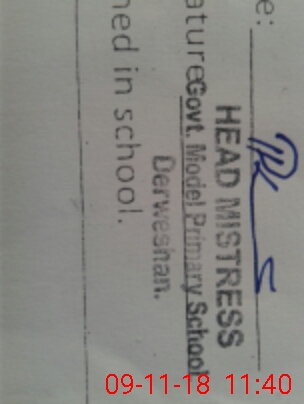 e:
HEAD MISTRESS
ature Govt. Model Primary School
Derweshan.
ned in school.
09-11-18 11:40